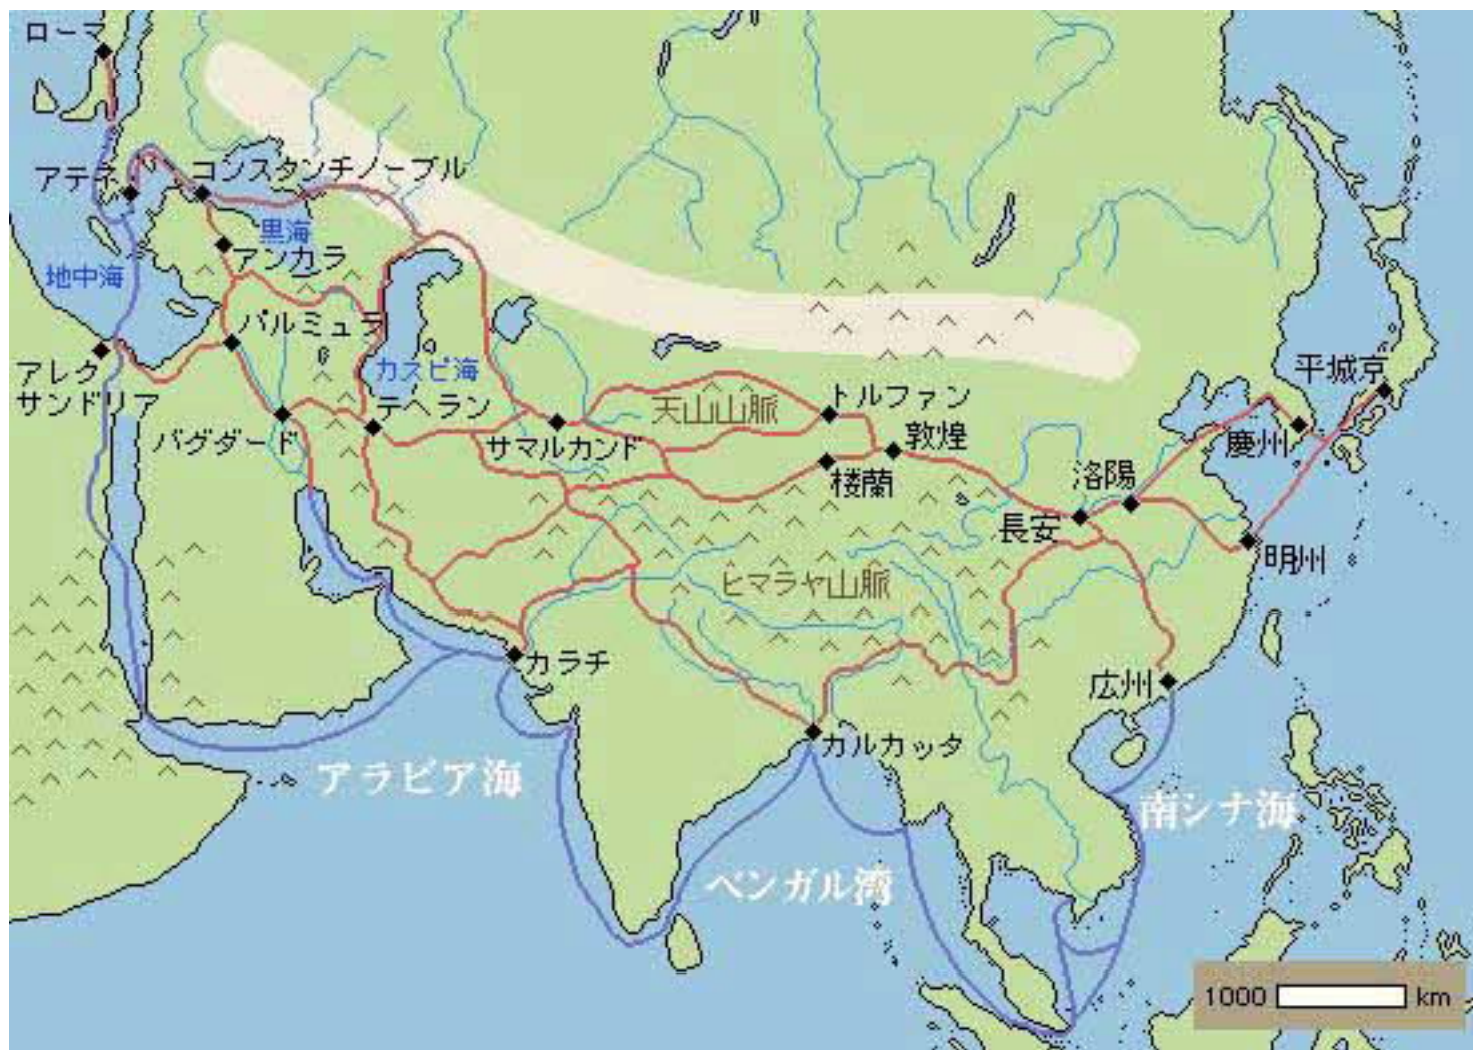 ローマ
アテネ
コンスタンチノープル
黒海
アンカラ
地中海
パルミュラ
アレク
サンドリア
カスピ海
テヘラン
バグダード
サマルカンド
天山山脈
トルファン
敦煌
楼蘭
洛陽
長安
慶州
平城京
明州
ヒマラヤ山脈
カラチ
広州
カルカッタ
アラビア海
南シナ海
ベンガル湾
1000 km